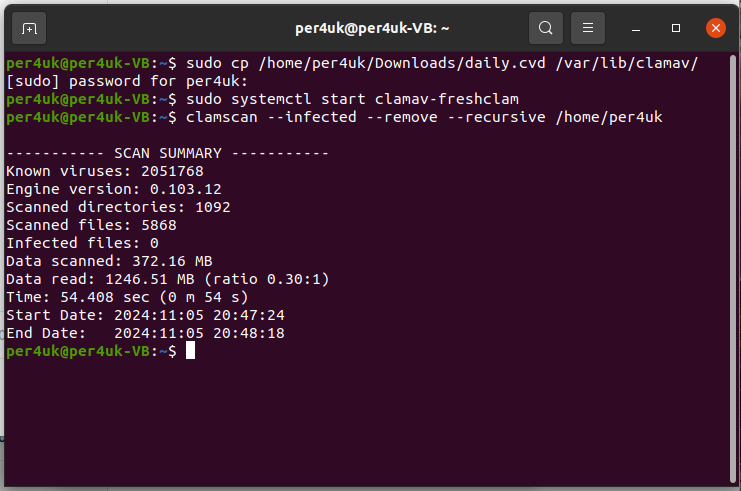 per4uk@per4uk-VB: ~
per4uk@per4uk-VB:~$ sudo cp /home/per4uk/Downloads/daily.cvd /var/lib/clamav/
[sudo] password for per4uk:
per4uk@per4uk-VB:~$ sudo systemctl start clamav-freshclam
per4uk@per4uk-VB:~$ clamscan --infected --remove --recursive /home/per4uk

----------- SCAN SUMMARY -----------
Known viruses: 2051768
Engine version: 0.103.12
Scanned directories: 1092
Scanned files: 5868
Infected files: 0
Data scanned: 372.16 MB
Data read: 1246.51 MB (ratio 0.30:1)
Time: 54.408 sec (0 m 54 s)
Start Date: 2024:11:05 20:47:24
End Date:   2024:11:05 20:48:18
per4uk@per4uk-VB:~$